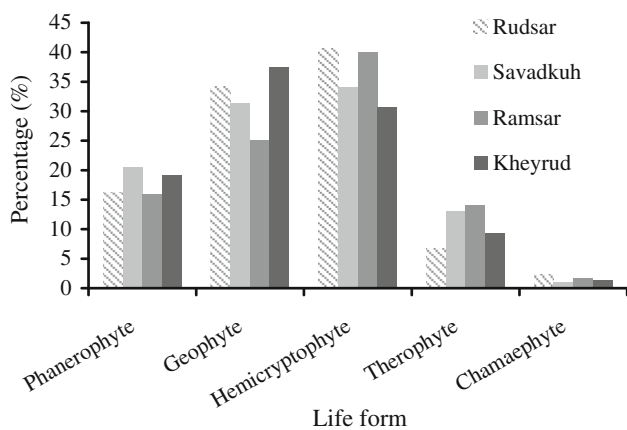 Percentage (%)
45
40
35
30
25
20
15
10
5
0
Rudsar
Savadkuh
Ramsar
Kheyrud
Phanerophyte
Geophyte
Hemicryptophyte
Therophyte
Chamaephyte
Life form